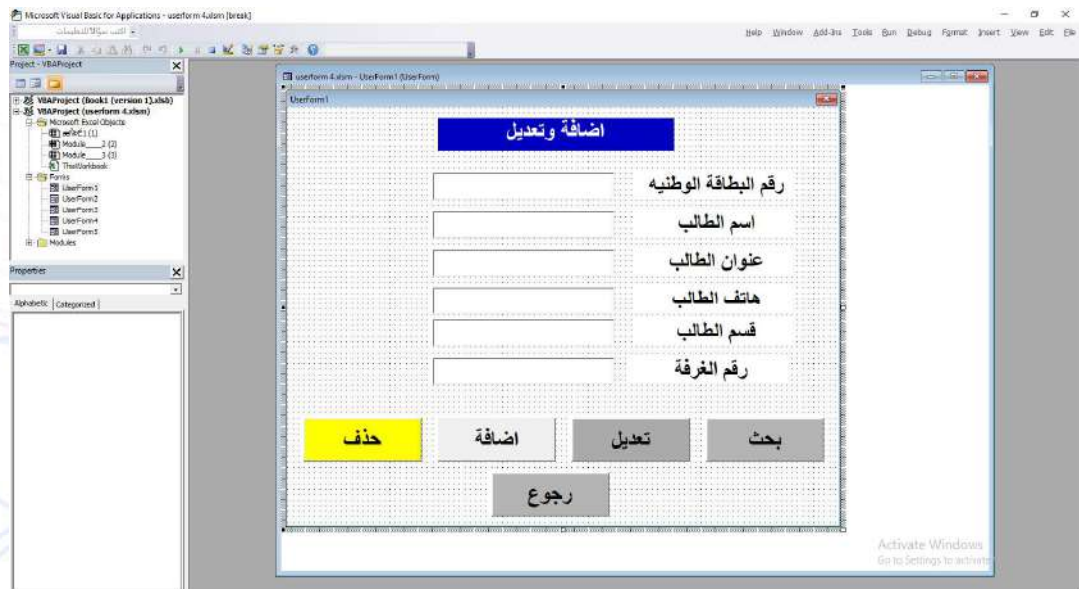 Microsoft Visual Basic for Applications - userform 4.xlsm [break]
Help Window Add-Ins Tools Run Debug Format Insert View Edit File
Project - VBAProject
VBAProject (Book1 (version 1).xlsb)
VBAProject (userform 4.xlsm)
Microsoft Excel Objects
Module____2 (2)
Module____3 (3)
ThisWorkbook
Forms
UserForm1
UserForm2
UserForm3
UserForm4
UserForm5
Modules
Properties
Alphabetic
Categorized
userform 4.xlsm - UserForm1 (UserForm)
UserForm1
اضافة وتعديل
رقم البطاقة الوطنيه
اسم الطالب
عنوان الطالب
هاتف الطالب
قسم الطالب
رقم الغرفة
بحث
تعديل
اضافة
حذف
رجوع
Activate Windows
Go to Settings to activate